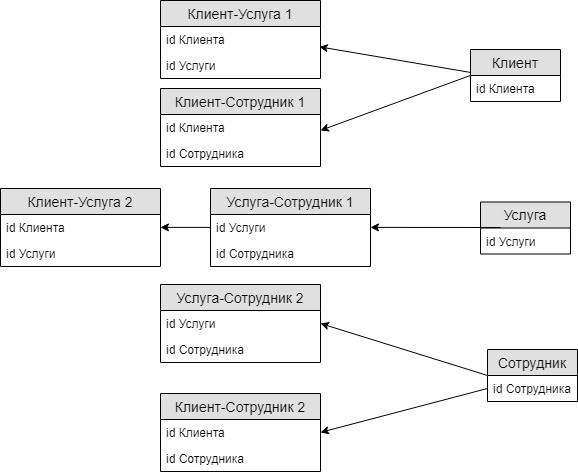 Клиент
id Клиента
Услуга
id Услуги
Сотрудник
id Сотрудника
Клиент-Услуга 1
id Клиента
id Услуги
Клиент-Сотрудник 1
id Клиента
id Сотрудника
Услуга-Сотрудник 1
id Услуги
id Сотрудника
Услуга-Сотрудник 2
id Услуги
id Сотрудника
Клиент-Сотрудник 2
id Клиента
id Сотрудника
Клиент-Услуга 2
id Клиента
id Услуги